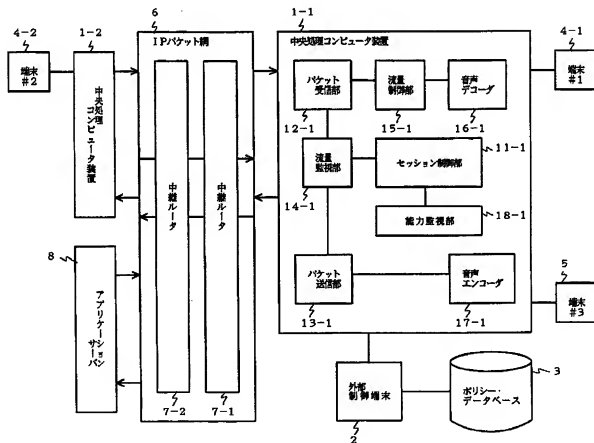 6
1-1
4-2
1-2
IPパケット網
中央処理コンピュータ装置
4-1
端末
#2
端末
#1
中央処理
コンピュータ装置
中継ルータ
中継ルータ
パケット
受信部
流量
制御部
音声
デコーダ
12-1
15-1
16-1
11-1
流量
監視部
セッション制御部
14-1
18-1
能力監視部
8
アプリケーション
サーバ
5
パケット
送信部
音声
エンコーダ
端末
#3
13-1
17-1
7-2
7-1
外部
制御端末
ポリシー・
データベース
3
2